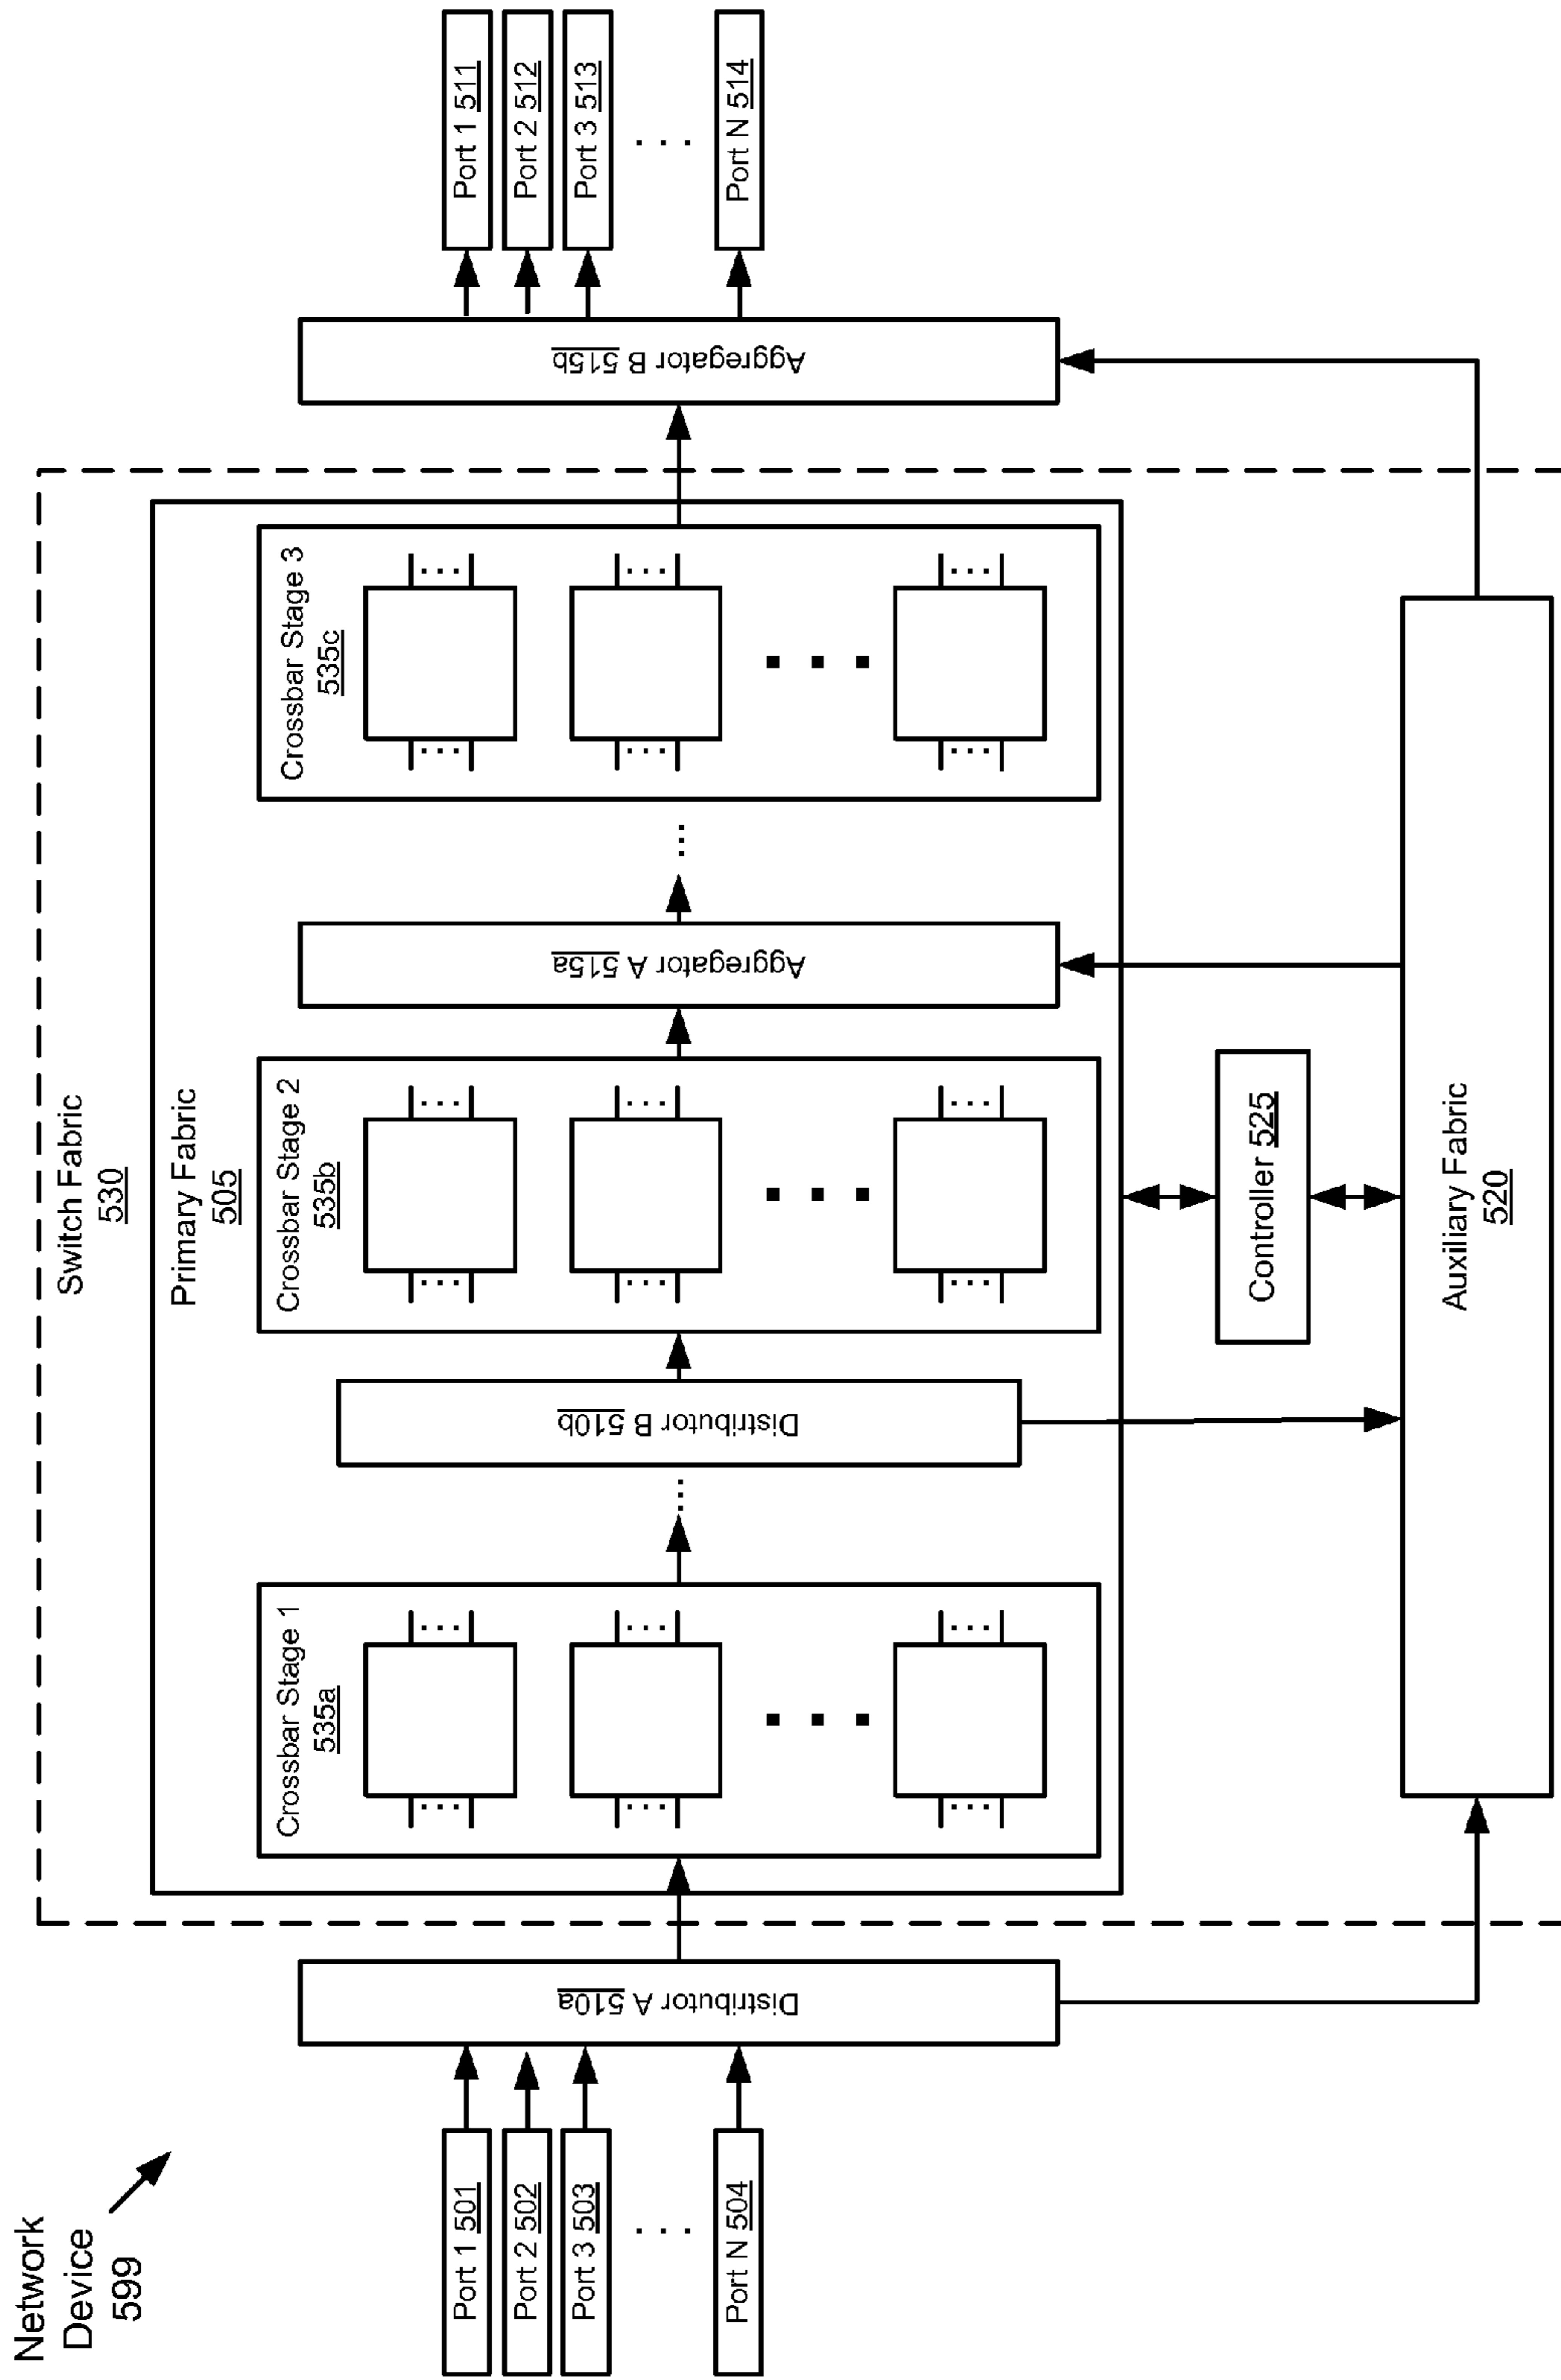 Network
Device
599
Switch Fabric
530
Primary Fabric
505
Port 1 501
Port 2 502
Port 3 503
. . .
Port N 504
Distributor A 510a
Crossbar Stage 1
535a
Distributor B 510b
Crossbar Stage 2
535b
Aggregator A 515a
Crossbar Stage 3
535c
Aggregator B 515b
Port 1 511
Port 2 512
Port 3 513
. . .
Port N 514
Controller 525
Auxiliary Fabric
520